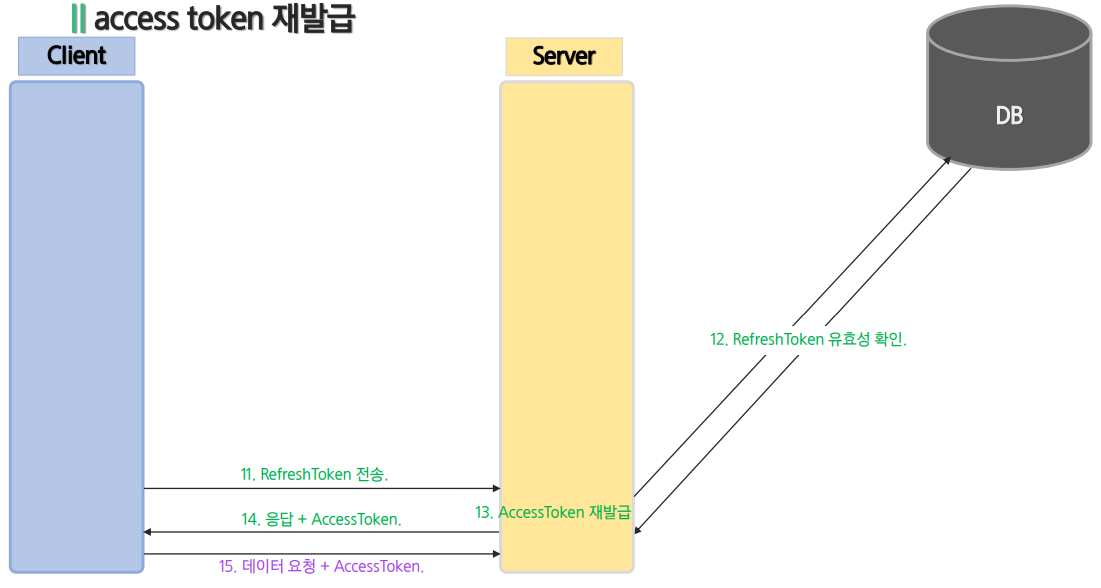 access token 재발급
Client
Server
DB
12. RefreshToken 유효성 확인.
11. RefreshToken 전송.
13. AccessToken 재발급
14. 응답 + AccessToken.
15. 데이터 요청 + AccessToken.